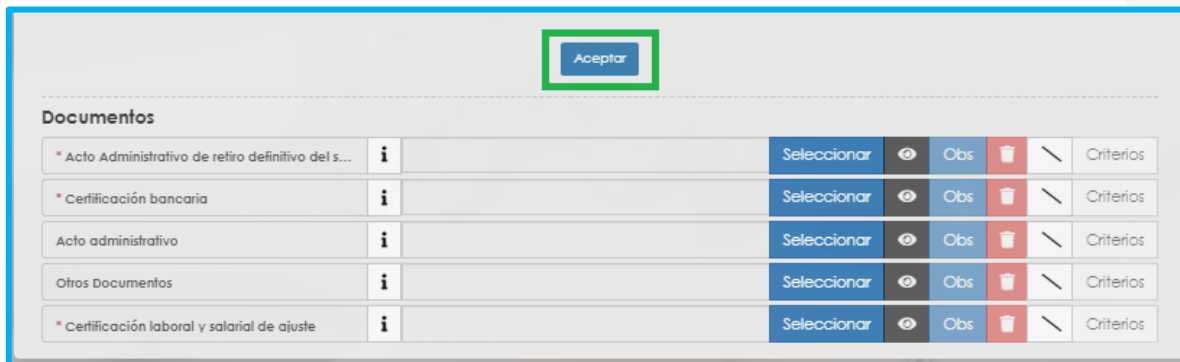 Aceptar
Documentos
* Acto Administrativo de retiro definitivo del s... i Seleccionar Obs Criterios
* Certificación bancaria i Seleccionar Obs Criterios
Acto administrativo i Seleccionar Obs Criterios
Otros Documentos i Seleccionar Obs Criterios
* Certificación laboral y salarial de ajuste i Seleccionar Obs Criterios